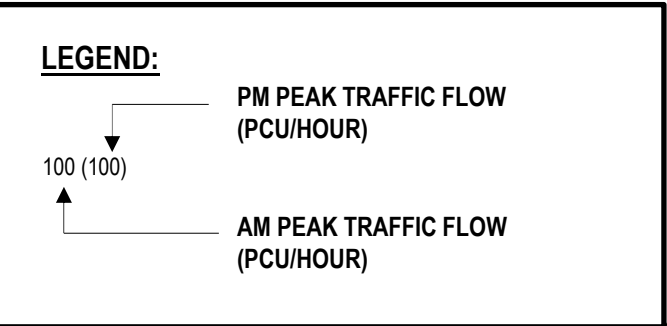 LEGEND:
PM PEAK TRAFFIC FLOW
(PCU/HOUR)
100 (100)
AM PEAK TRAFFIC FLOW
(PCU/HOUR)